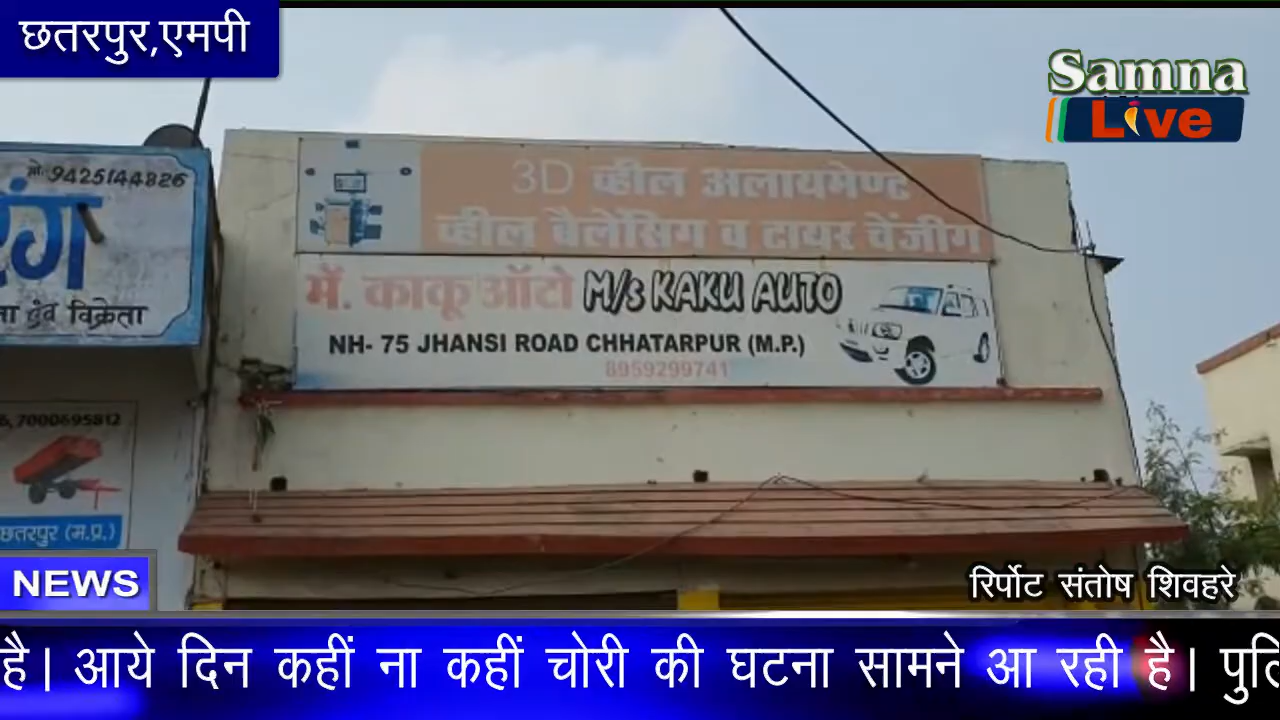 छतरपुर,एमपी
Samna
Live
मो.9425144826
रिंग
ता एंव विक्रेता
3D व्हील अलायमेण्ट
व्हील बैलेंसिग व टायर चेंजीग
में. काकू ऑटो M/s KAKU AUTO
NH- 75 JHANSI ROAD CHHATARPUR (M.P.)
8959299741
6, 7000695812
छतरपुर (म.प्र.)
NEWS
रिर्पोट संतोष शिवहरे
है। आये दिन कहीं ना कहीं चोरी की घटना सामने आ रही है।